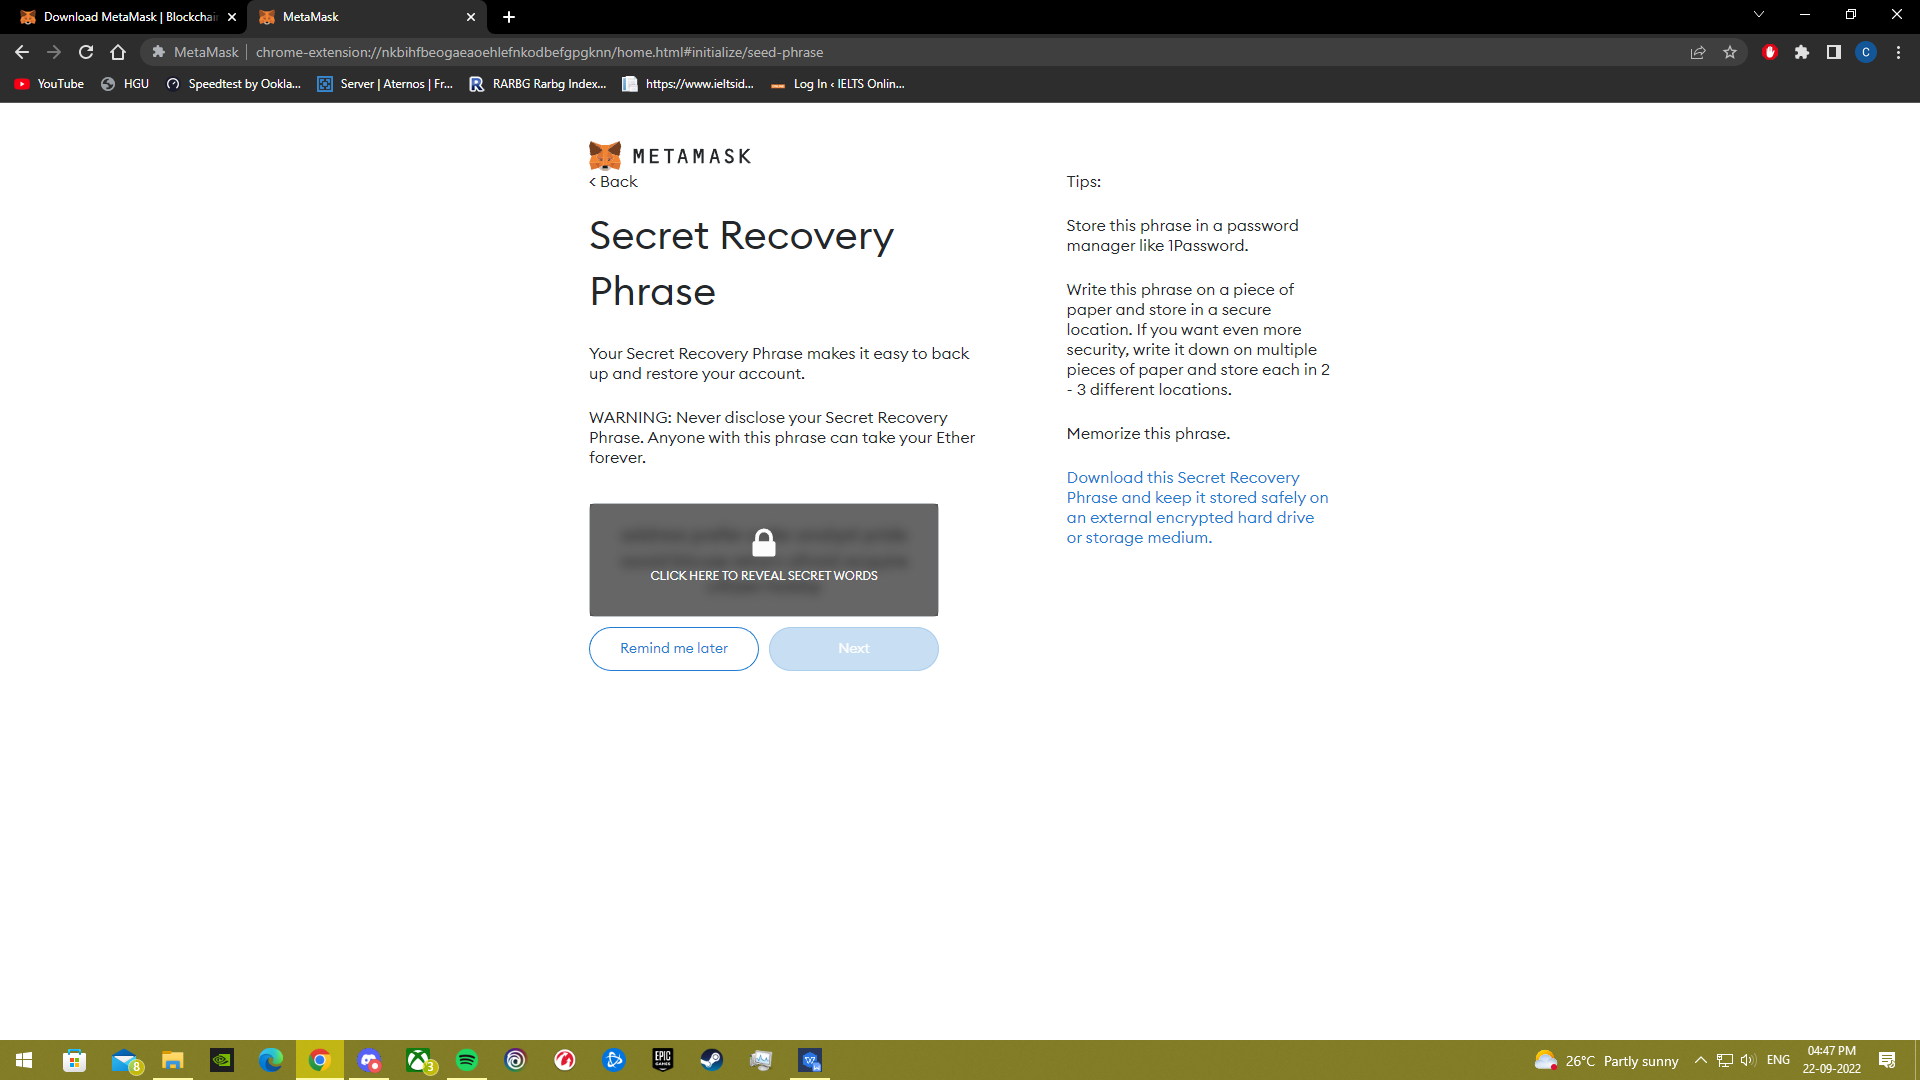 Download MetaMask | Blockchai
MetaMask
MetaMask
chrome-extension://nkbihfbeogaeaoehlefnkodbefgpgknn/home.html#initialize/seed-phrase
C
YouTube
HGU
Speedtest by Ookla...
Server | Aternos | Fr...
RARBG Rarbg Index...
https://www.ieltsid...
Log In ‹ IELTS Onlin...
METAMASK
< Back
Secret Recovery
Phrase
Your Secret Recovery Phrase makes it easy to back
up and restore your account.
WARNING: Never disclose your Secret Recovery
Phrase. Anyone with this phrase can take your Ether
forever.
CLICK HERE TO REVEAL SECRET WORDS
Remind me later
Next
Tips:
Store this phrase in a password
manager like 1Password.
Write this phrase on a piece of
paper and store in a secure
location. If you want even more
security, write it down on multiple
pieces of paper and store each in 2
- 3 different locations.
Memorize this phrase.
Download this Secret Recovery
Phrase and keep it stored safely on
an external encrypted hard drive
or storage medium.
8
3
EPIC
GAMES
26°C Partly sunny
ENG
04:47 PM
22-09-2022